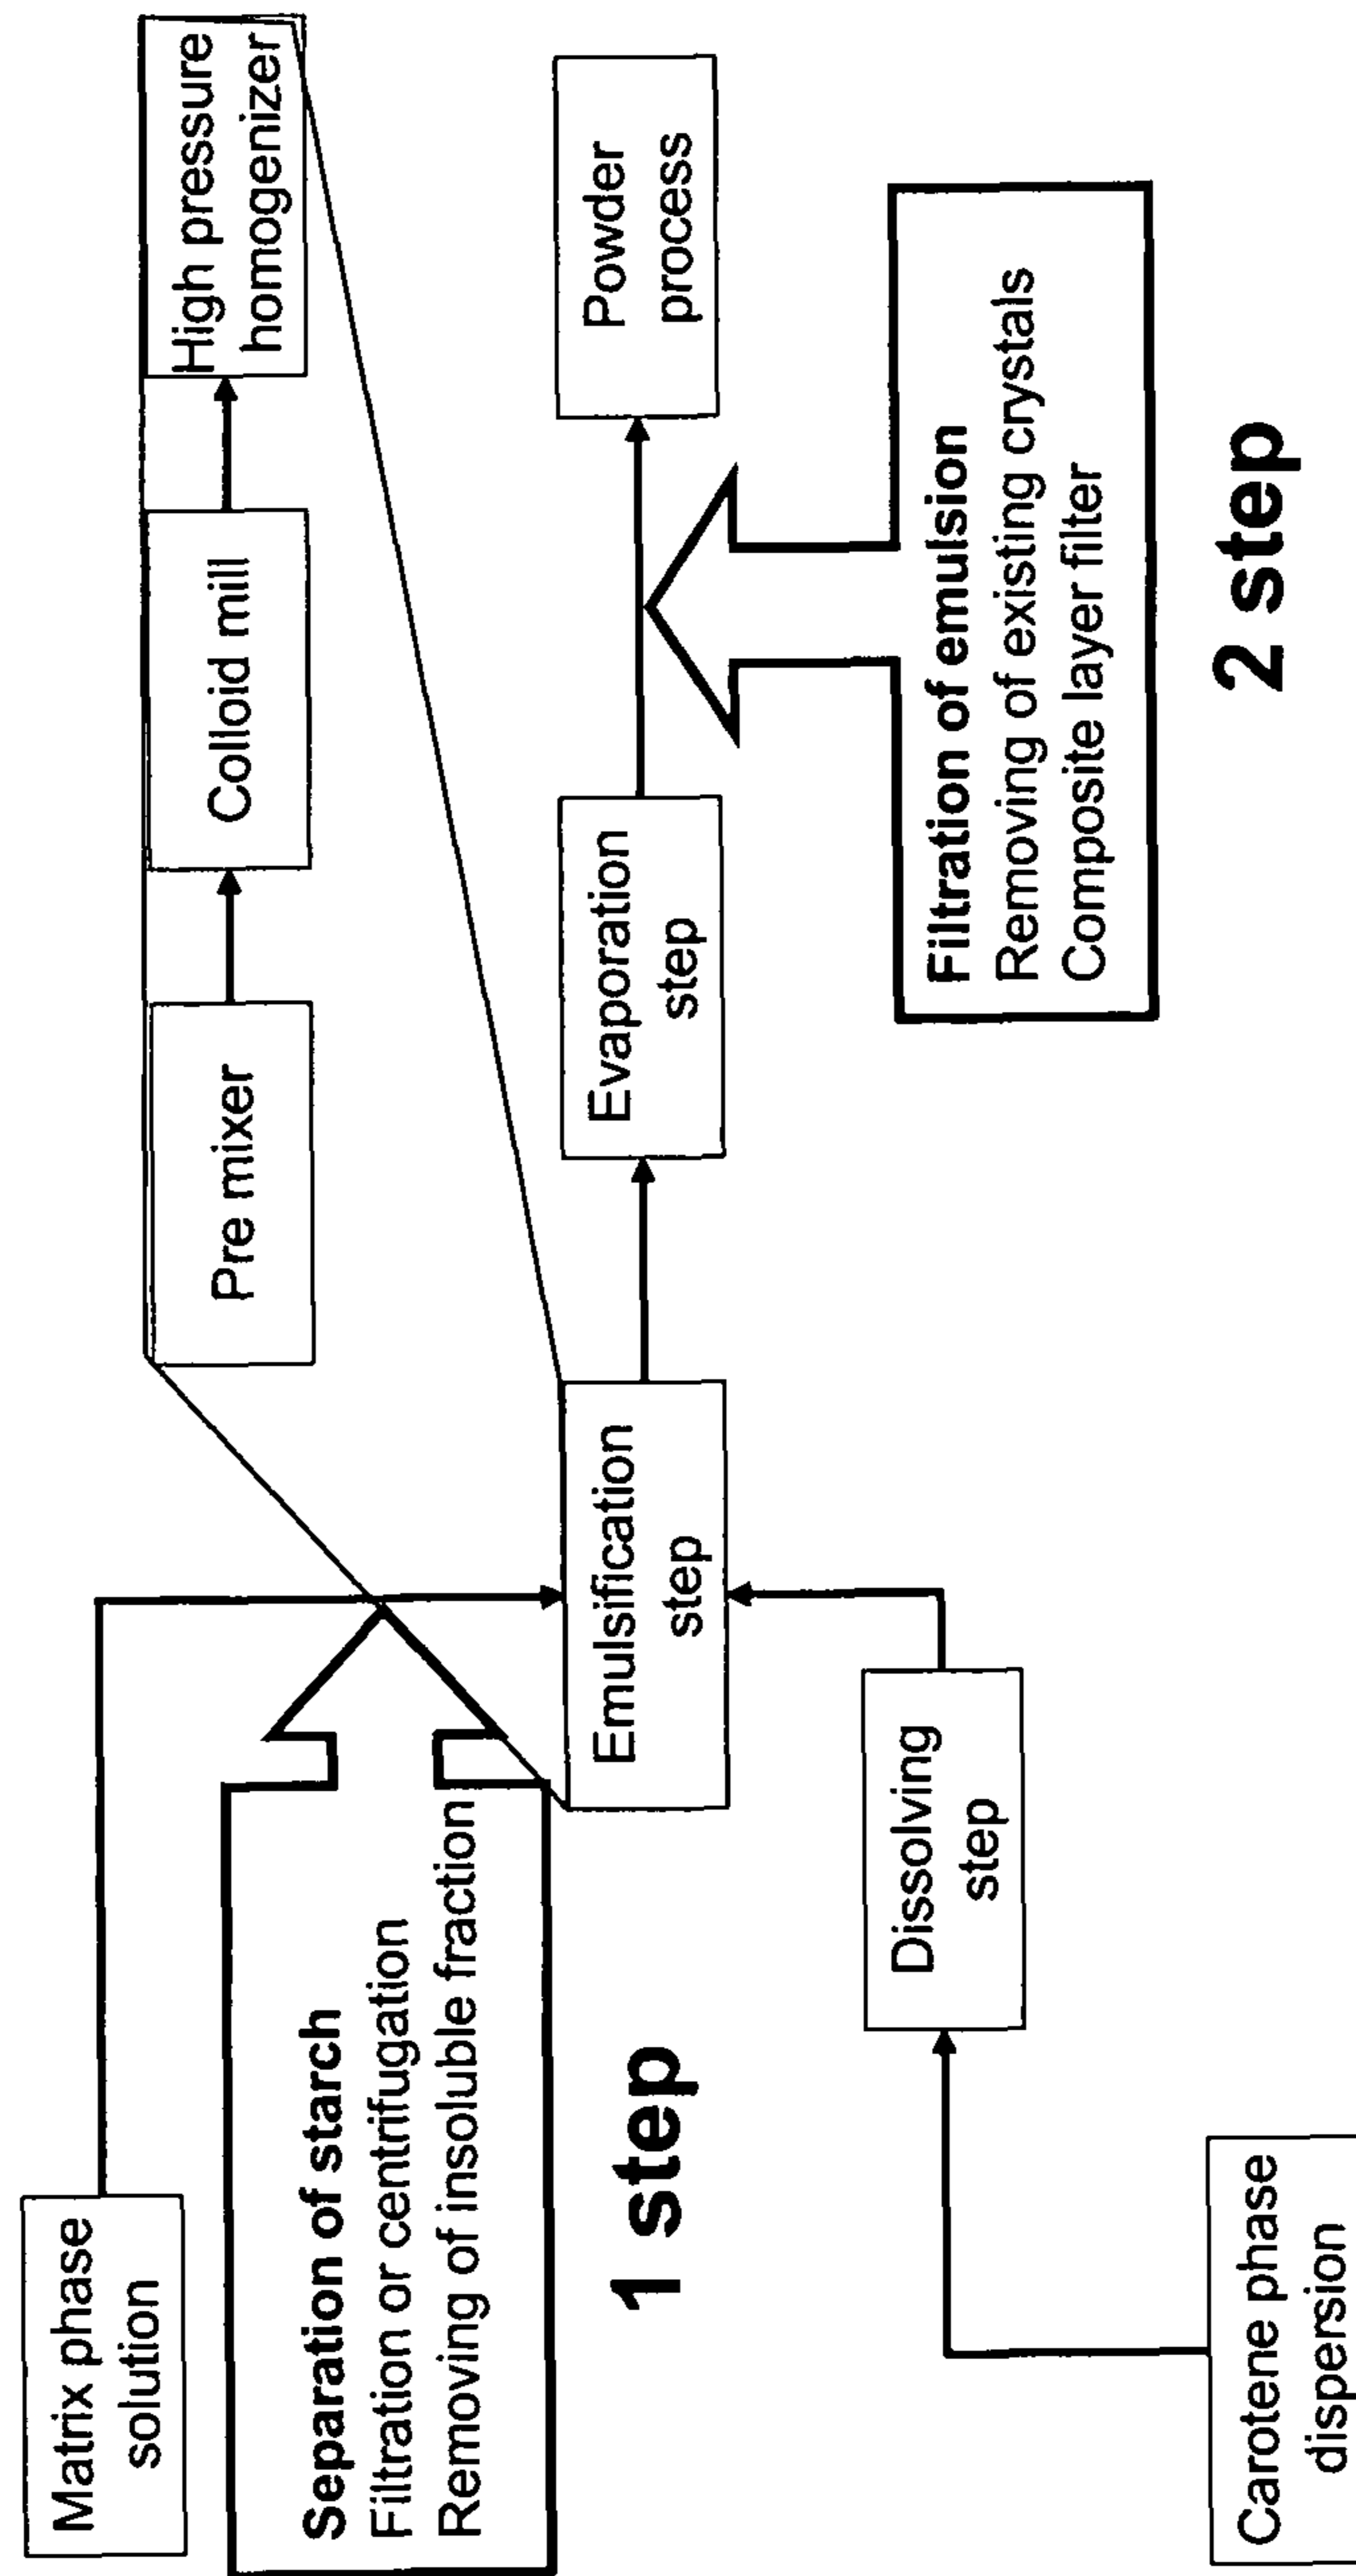 Matrix phase
solution
Separation of starch
Filtration or centrifugation
Removing of insoluble fraction
1 step
Carotene phase
dispersion
Dissolving
step
Emulsification
step
Pre mixer
Colloid mill
High pressure
homogenizer
Evaporation
step
Powder
process
Filtration of emulsion
Removing of existing crystals
Composite layer filter
2 step